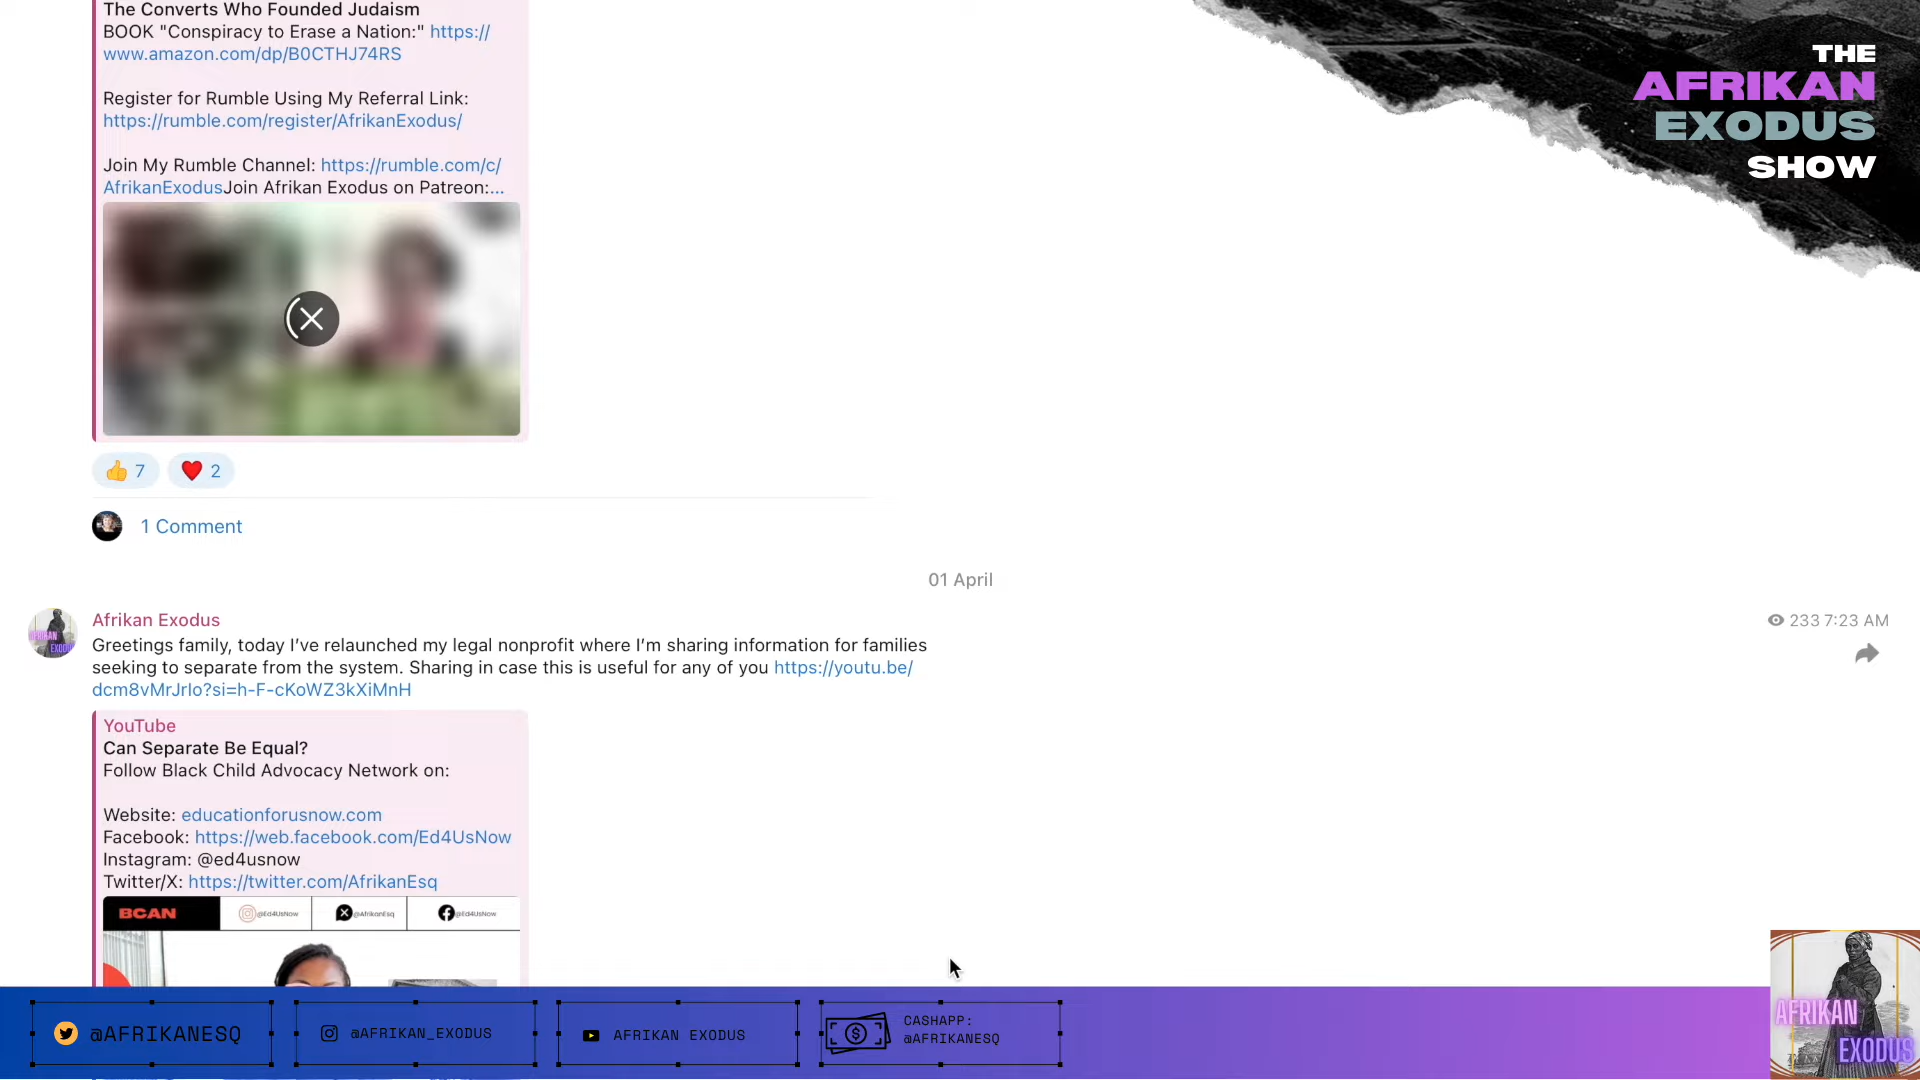 The Converts Who Founded Judaism
BOOK "Conspiracy to Erase a Nation:" https://
www.amazon.com/dp/B0CTHJ74RS
Register for Rumble Using My Referral Link:
https://rumble.com/register/AfrikanExodus/
Join My Rumble Channel: https://rumble.com/c/
AfrikanExodusJoin Afrikan Exodus on Patreon:...
7
2
1 Comment
THE
AFRIKAN
EXODUS
SHOW
01 April
Afrikan Exodus
233 7:23 AM
Greetings family, today I’ve relaunched my legal nonprofit where I’m sharing information for families
seeking to separate from the system. Sharing in case this is useful for any of you https://youtu.be/
dcm8vMrJrlo?si=h-F-cKoWZ3kXiMnH
YouTube
Can Separate Be Equal?
Follow Black Child Advocacy Network on:
Website: educationforusnow.com
Facebook: https://web.facebook.com/Ed4UsNow
Instagram: @ed4usnow
Twitter/X: https://twitter.com/AfrikanEsq
BCAN
@Ed4UsNow
@AfrikanEsq
@Ed4UsNow
@AFRIKANESQ
@AFRIKAN_EXODUS
AFRIKAN EXODUS
CASHAPP:
@AFRIKANESQ
AFRIKAN
EXODUS